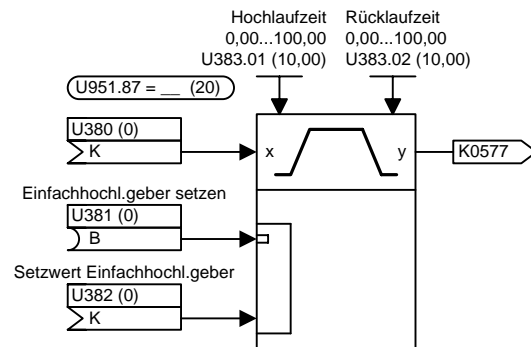 Hochlaufzeit
0,00...100,00
U383.01 (10,00)
Rücklaufzeit
0,00...100,00
U383.02 (10,00)
U951.87 = __ (20)
U380 (0)
K
x
y
K0577
Einfachhochl.geber setzen
U381 (0)
B
Setzwert Einfachhochl.geber
U382 (0)
K